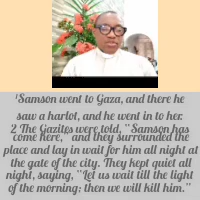 ¹Samson went to Gaza, and there he
saw a harlot, and he went in to her.
2 The Gazites were told, "Samson has
come here," and they surrounded the
place and lay in wait for him all night at
the gate of the city. They kept quiet all
night, saying, "Let us wait till the light
of the morning; then we will kill him."